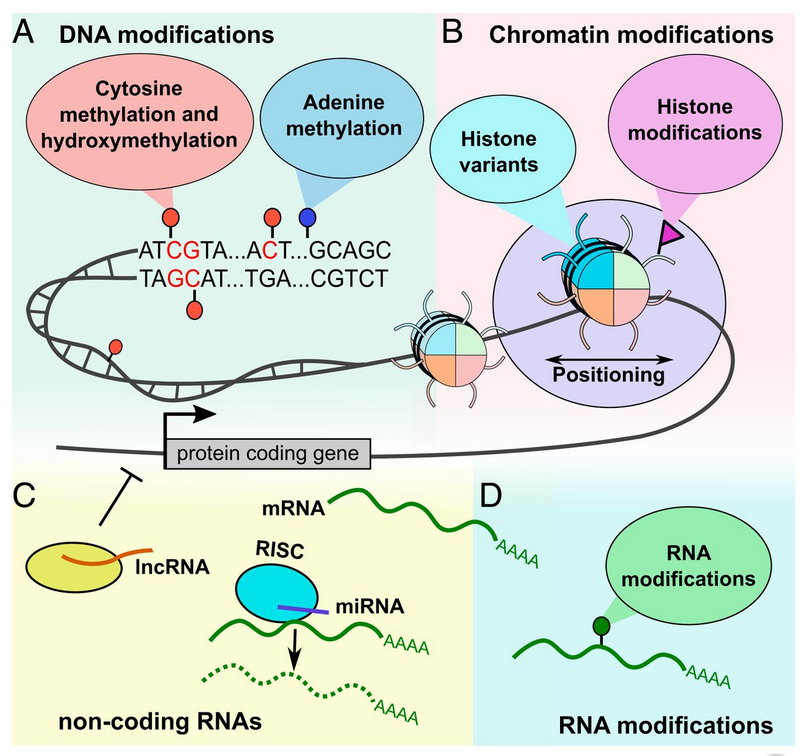 A DNA modifications
B Chromatin modifications
Cytosine
methylation and
hydroxymethylation
Adenine
methylation
Histone
variants
Histone
modifications
ATCGTA...ACT...GCAGC
TAGCAT...TGA...CGTCT
Positioning
protein coding gene
C
lncRNA
mRNA
AAAA
RISC
miRNA
AAAA
AAAA
non-coding RNAs
D
RNA
modifications
AAAA
RNA modifications